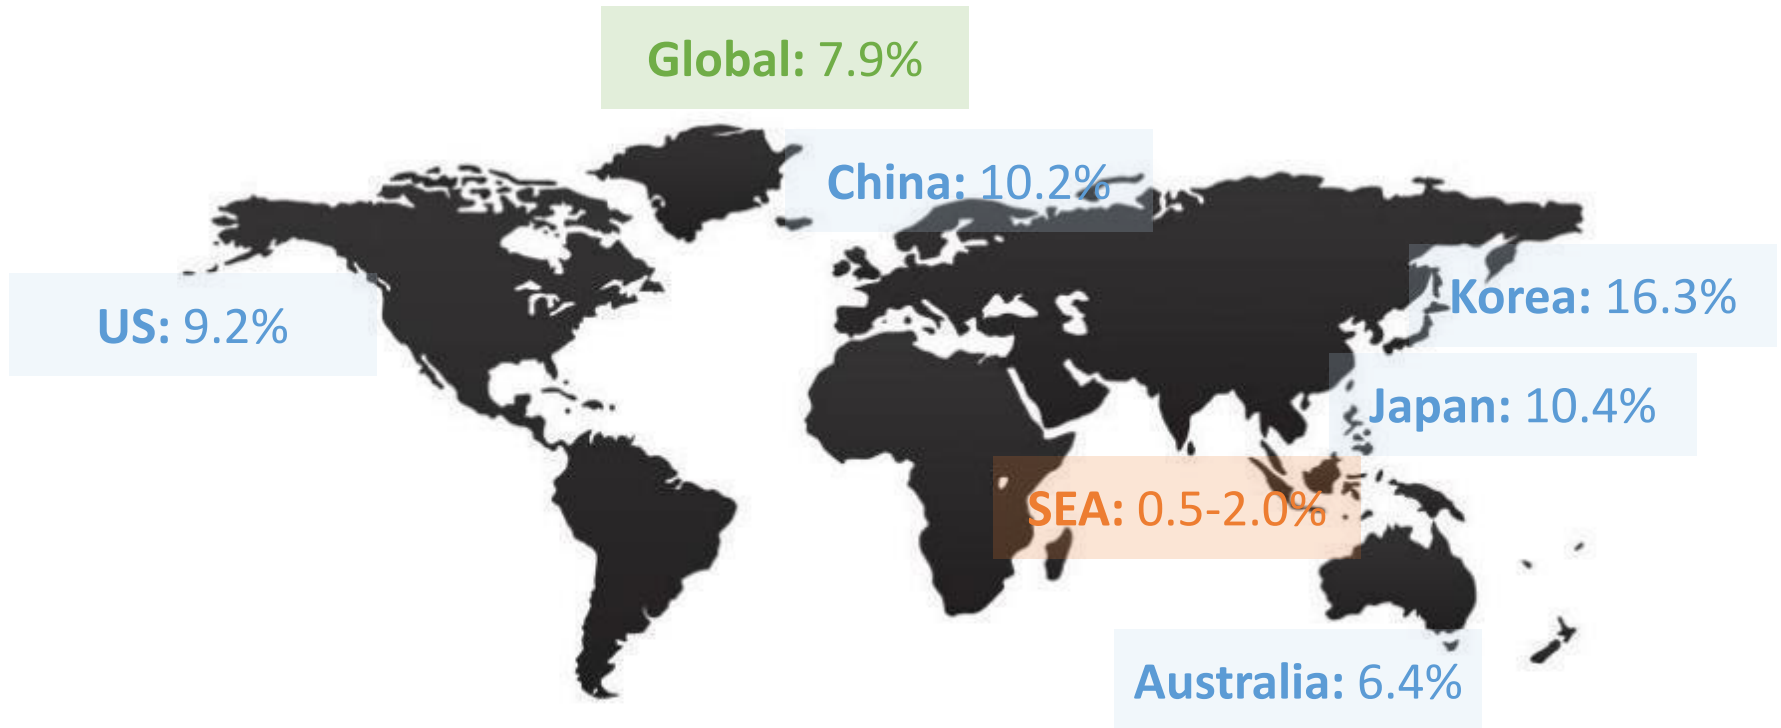 Global: 7.9%
China: 10.2%
Korea: 16.3%
US: 9.2%
Japan: 10.4%
SEA: 0.5-2.0%
Australia: 6.4%